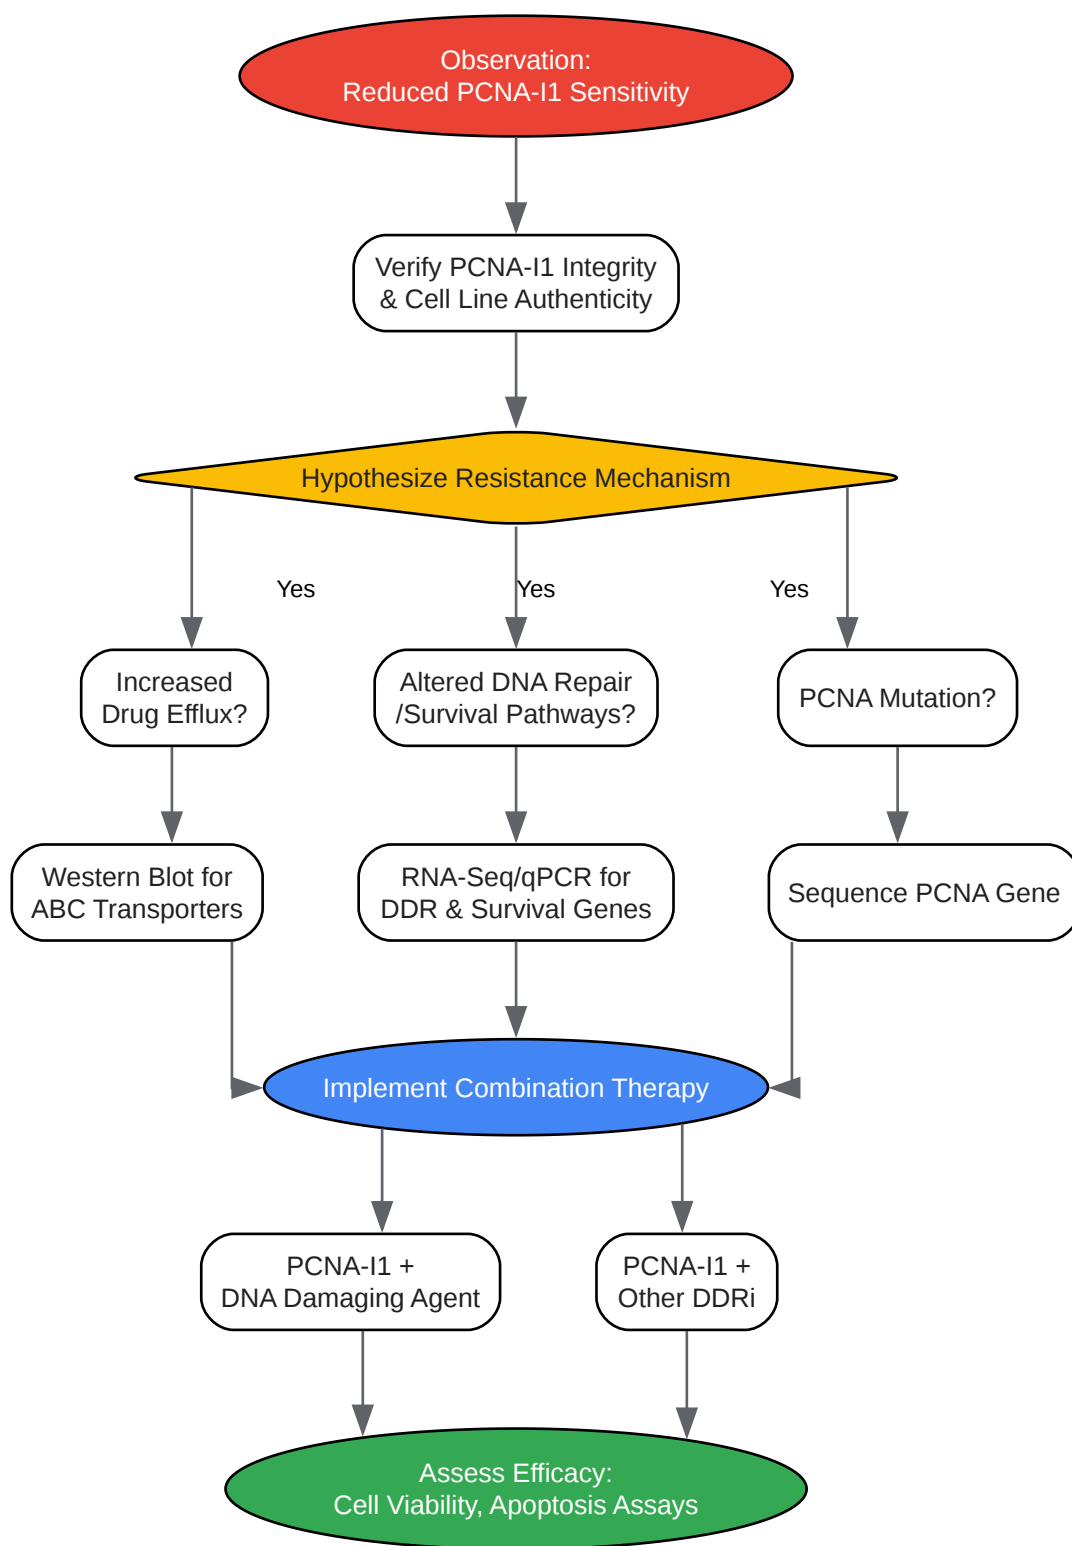 Observation:
Reduced PCNA-I1 Sensitivity
Verify PCNA-I1 Integrity
& Cell Line Authenticity
Hypothesize Resistance Mechanism
Yes
Yes
Yes
Increased
Drug Efflux?
Altered DNA Repair
/Survival Pathways?
PCNA Mutation?
Western Blot for
ABC Transporters
RNA-Seq/qPCR for
DDR & Survival Genes
Sequence PCNA Gene
Implement Combination Therapy
PCNA-I1 +
DNA Damaging Agent
PCNA-I1 +
Other DDRi
Assess Efficacy:
Cell Viability, Apoptosis Assays